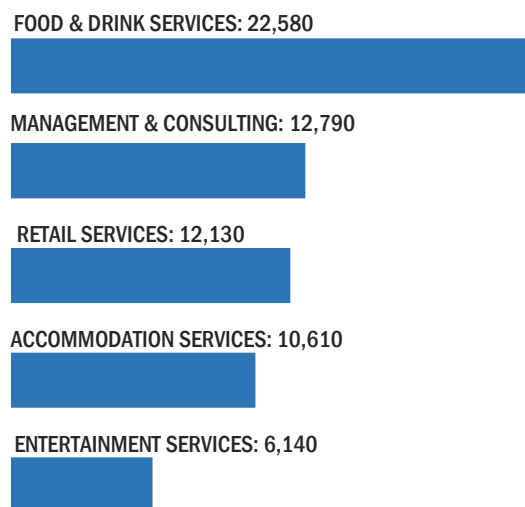 FOOD & DRINK SERVICES: 22,580
MANAGEMENT & CONSULTING: 12,790
RETAIL SERVICES: 12,130
ACCOMMODATION SERVICES: 10,610
ENTERTAINMENT SERVICES: 6,140